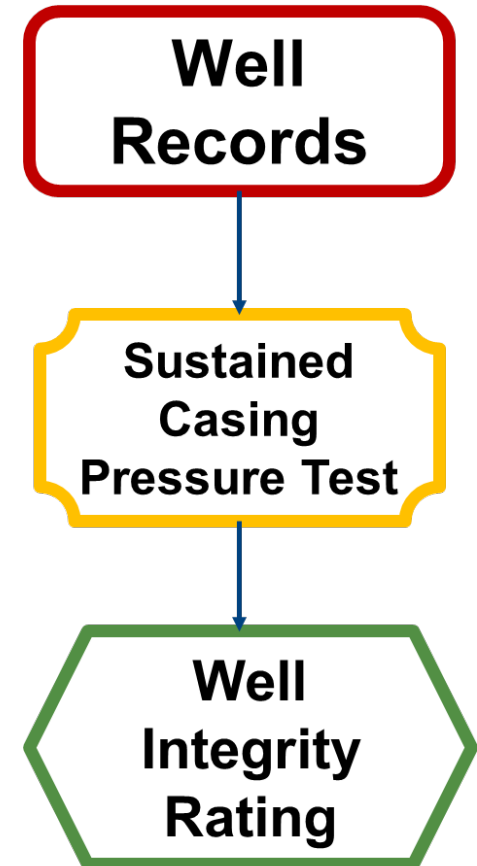 Well
Records
Sustained
Casing
Pressure Test
Well
Integrity
Rating